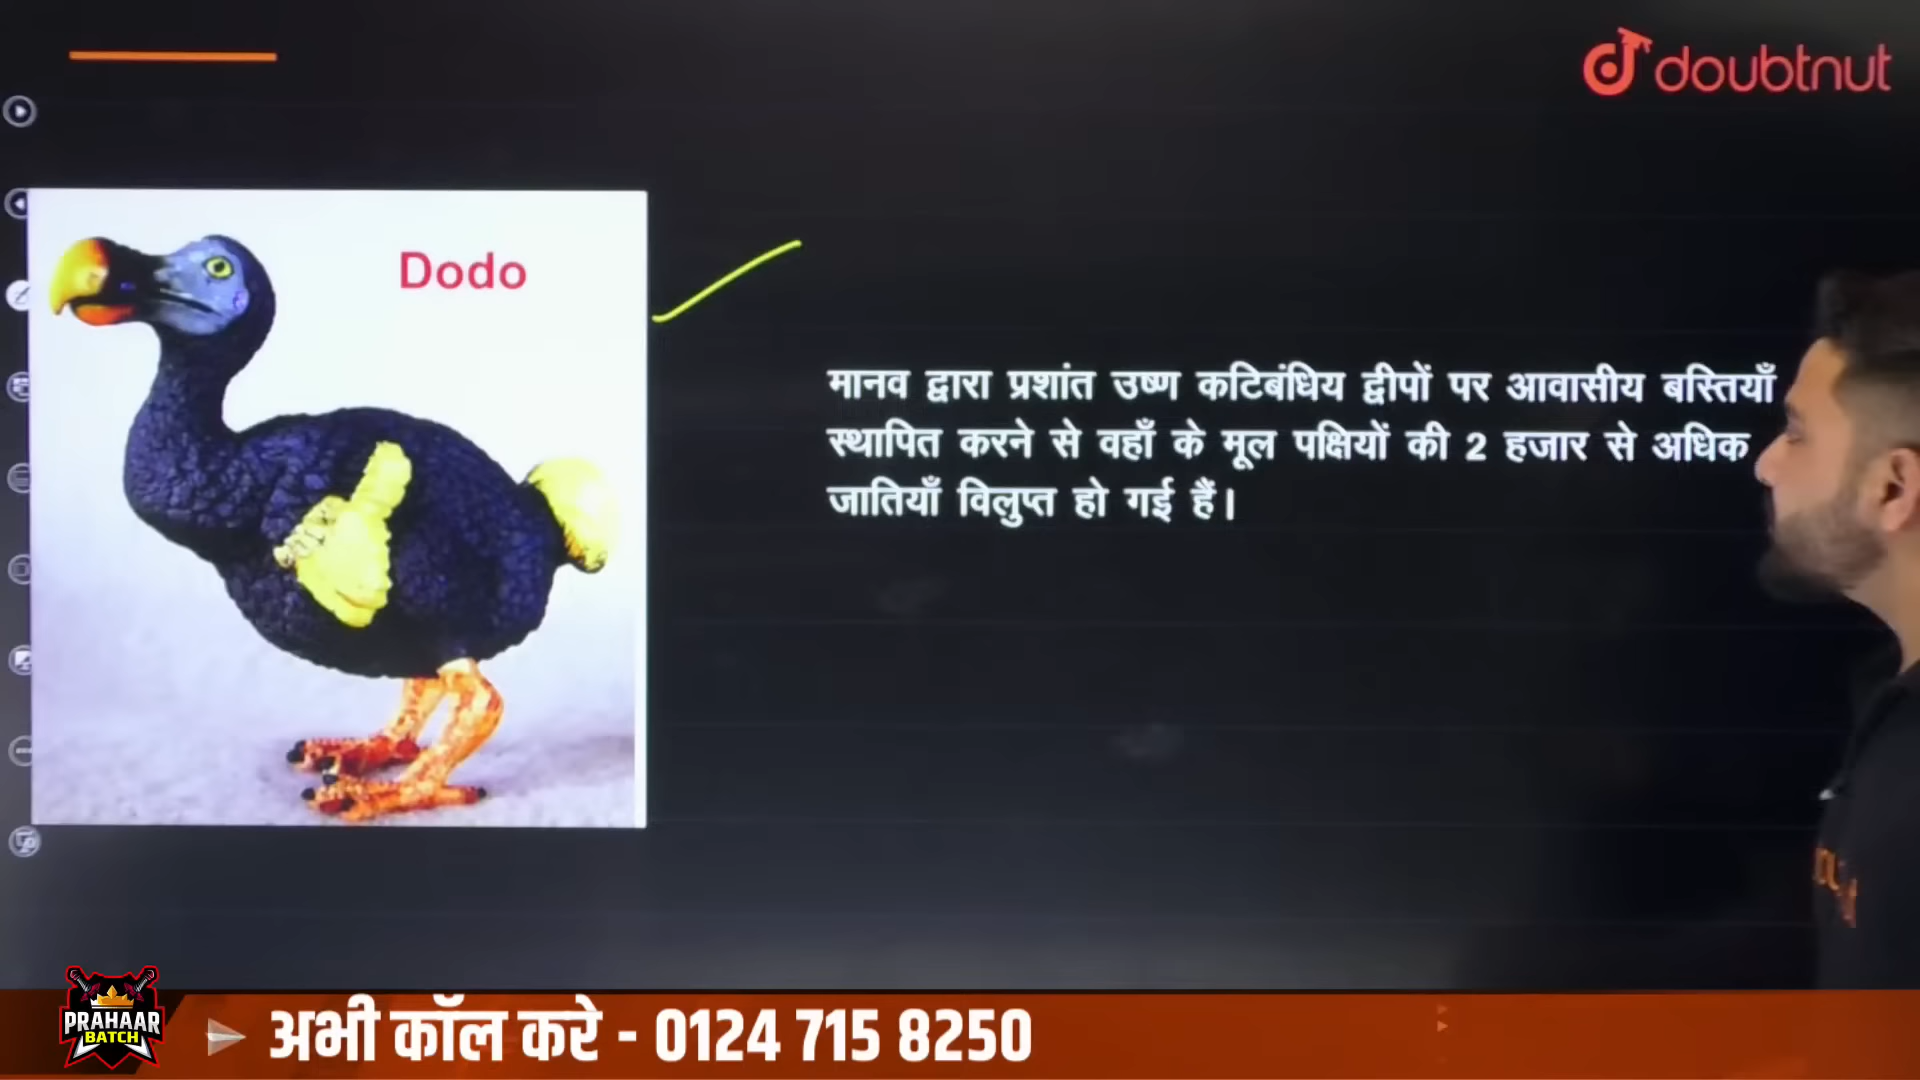 doubtnut
Dodo
मानव द्वारा प्रशांत उष्ण कटिबंधिय द्वीपों पर आवासीय बस्तियाँ
स्थापित करने से वहाँ के मूल पक्षियों की 2 हजार से अधिक
जातियाँ विलुप्त हो गई हैं।
PRAHAAR
BATCH
अभी कॉल करे - 0124 715 8250